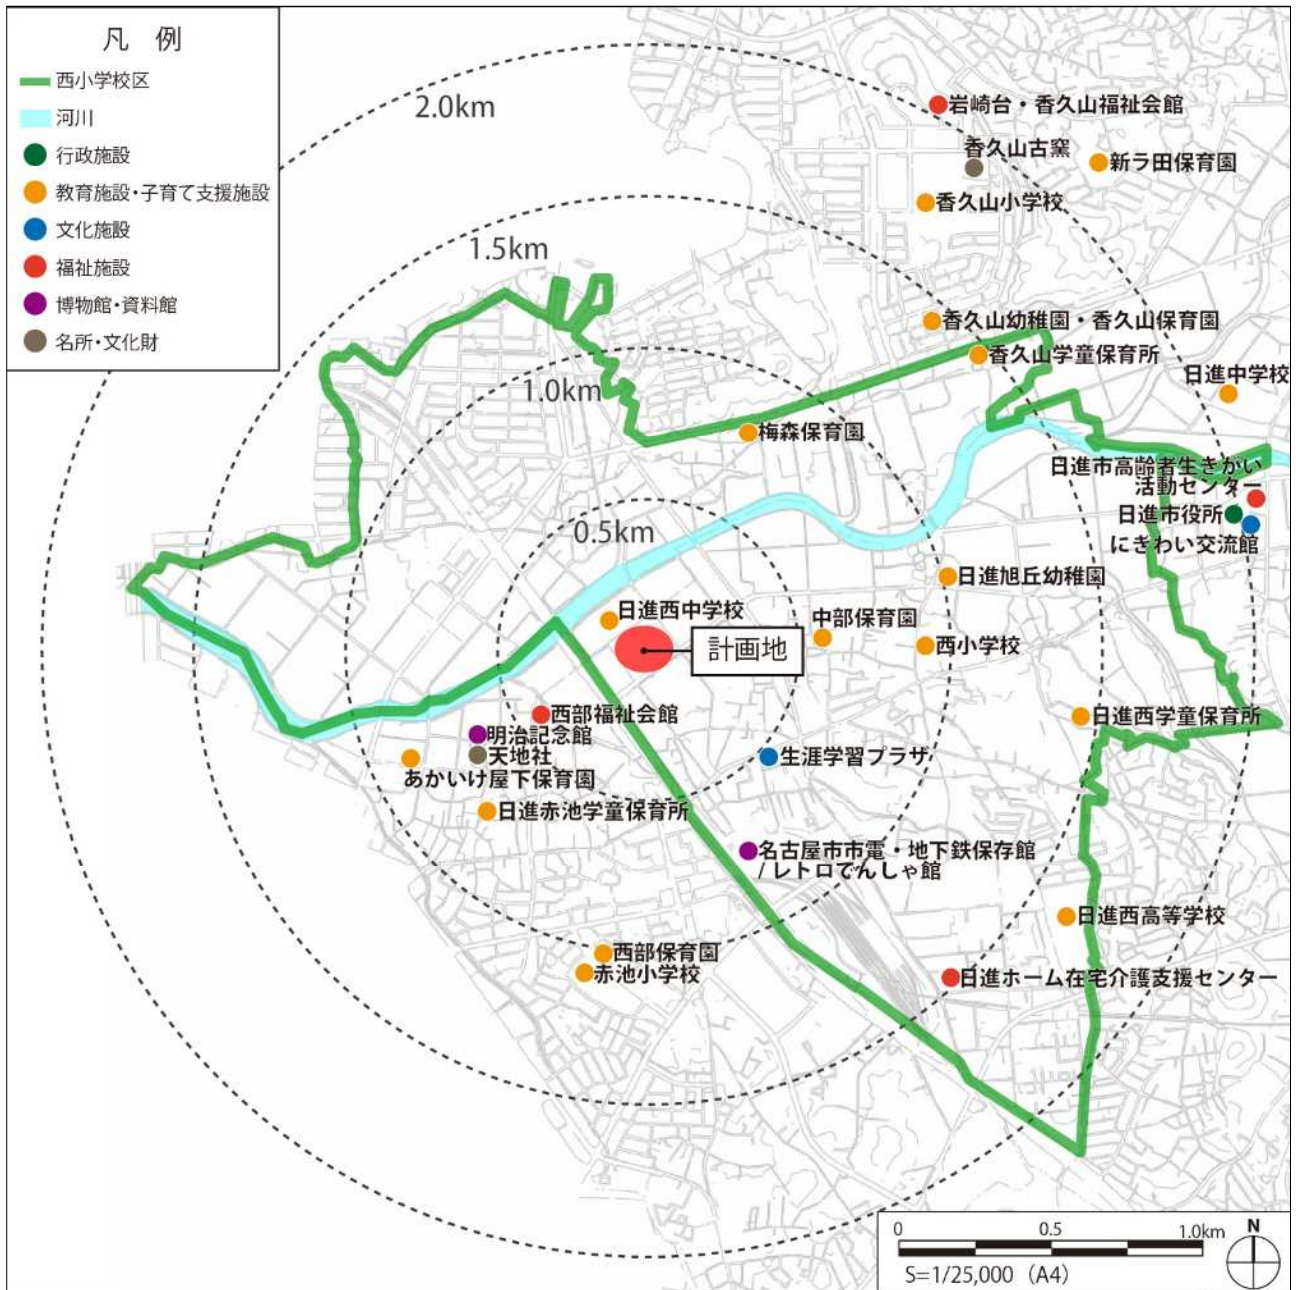 凡 例
西小学校区
河川
行政施設
教育施設・子育て支援施設
文化施設
福祉施設
博物館・資料館
名所・文化財
2.0km
岩崎台・香久山福祉会館
香久山古窯
新ラ田保育園
香久山小学校
1.5km
香久山幼稚園・香久山保育園
香久山学童保育所
日進中学校
1.0km
梅森保育園
日進市高齢者生きがい
活動センター
日進市役所
にぎわい交流館
0.5km
日進旭丘幼稚園
日進西中学校
中部保育園
西小学校
計画地
西部福祉会館
日進西学童保育所
明治記念館
天地社
生涯学習プラザ
あかいけ屋下保育園
日進赤池学童保育所
名古屋市市電・地下鉄保存館
/レトロでんしゃ館
日進西高等学校
西部保育園
赤池小学校
日進ホーム在宅介護支援センター
0 0.5 1.0km
N
S=1/25,000（A4）